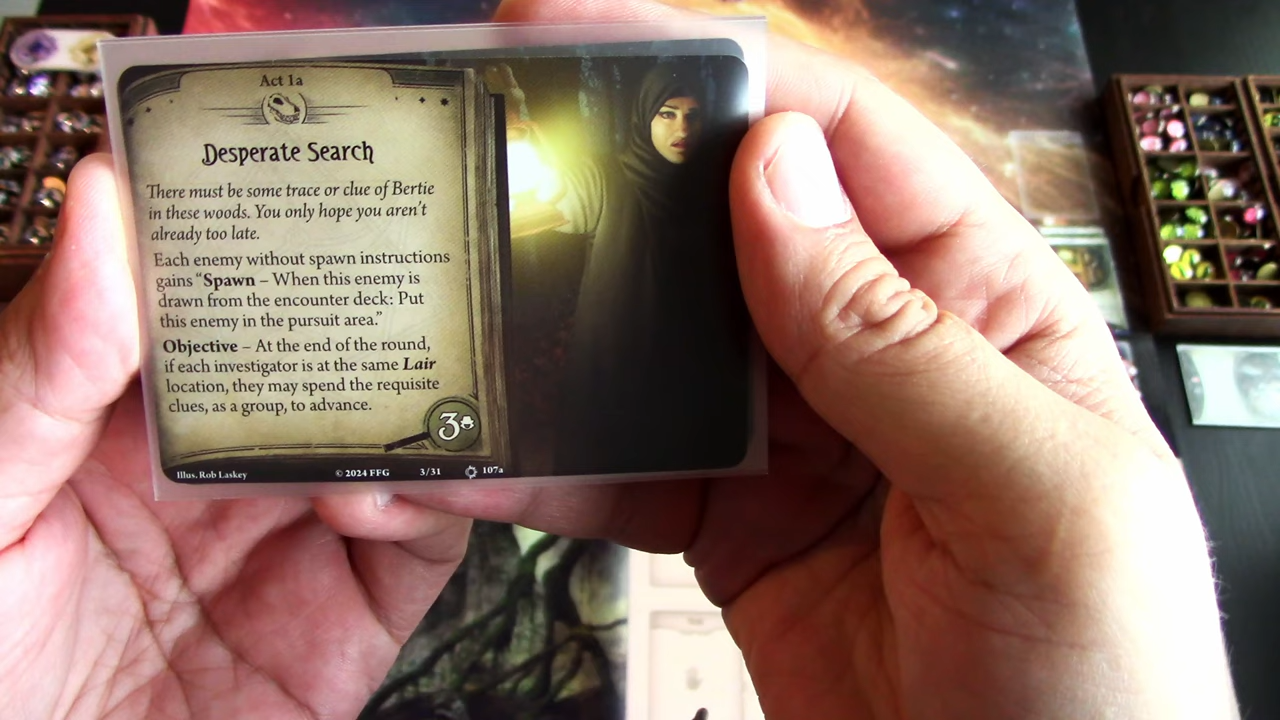 Act 1a
Desperate Search
There must be some trace or clue of Bertie
in these woods. You only hope you aren't
already too late.
Each enemy without spawn instructions
gains “Spawn – When this enemy is
drawn from the encounter deck: Put
this enemy in the pursuit area.”
Objective – At the end of the round,
if each investigator is at the same Lair
location, they may spend the requisite
clues, as a group, to advance.
3
Illus. Rob Laskey © 2024 FFG 3/31 107a